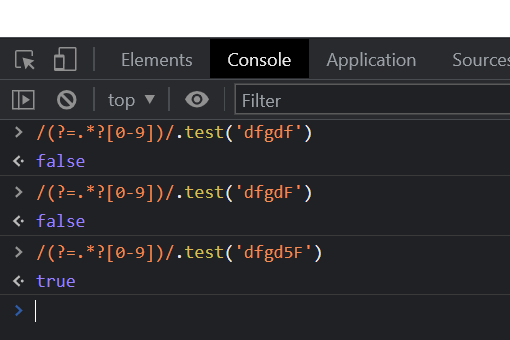 Elements Console Application Sources
top ▼ Filter
> /(?=.*?[0-9])/.test('dfgdf')
<· false
> /(?=.*?[0-9])/.test('dfgdF')
<· false
> /(?=.*?[0-9])/.test('dfgd5F')
<· true
>